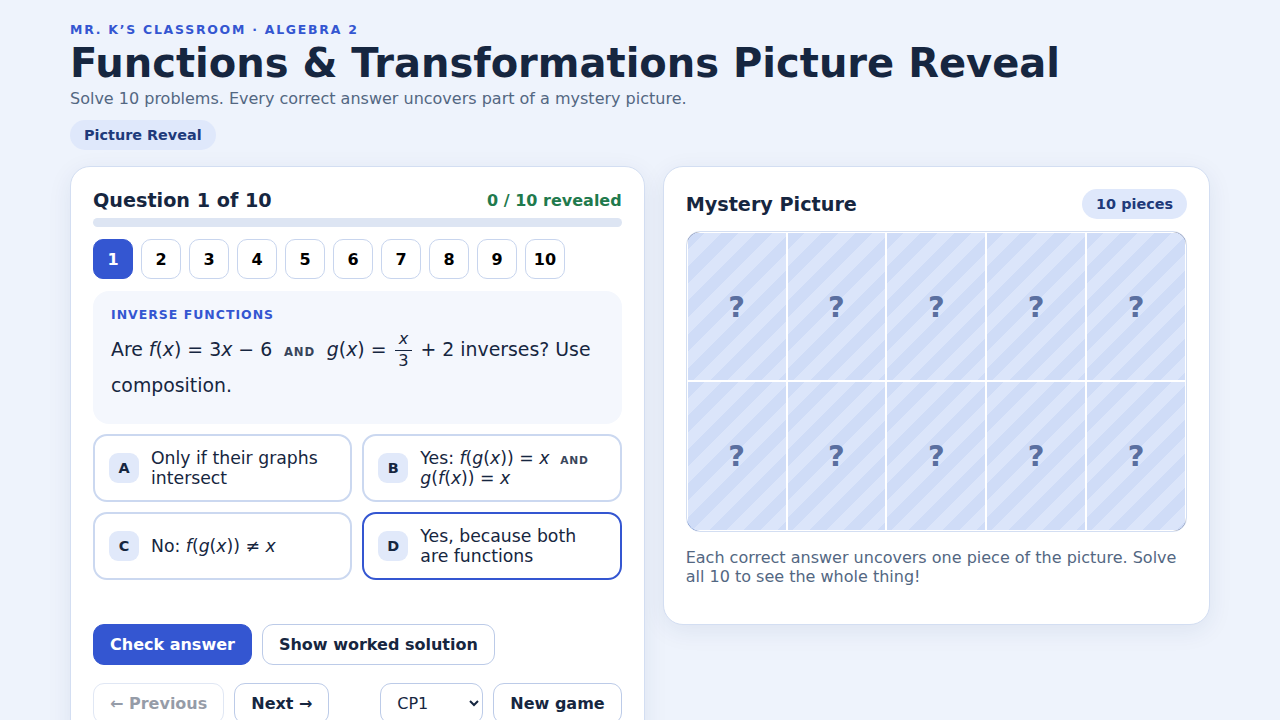 MR. K’S CLASSROOM · ALGEBRA 2
Functions & Transformations Picture Reveal
Solve 10 problems. Every correct answer uncovers part of a mystery picture.
Picture Reveal
Question 1 of 10
0 / 10 revealed
1 2 3 4 5 6 7 8 9 10
INVERSE FUNCTIONS
Are f(x) = 3x − 6 AND g(x) = x/3 + 2 inverses? Use
composition.
A Only if their graphs
intersect
B Yes: f(g(x)) = x AND
g(f(x)) = x
C No: f(g(x)) ≠ x
D Yes, because both
are functions
Check answer
Show worked solution
← Previous
Next →
CP1
New game
Mystery Picture
10 pieces
? ? ? ? ?
? ? ? ? ?
Each correct answer uncovers one piece of the picture. Solve
all 10 to see the whole thing!